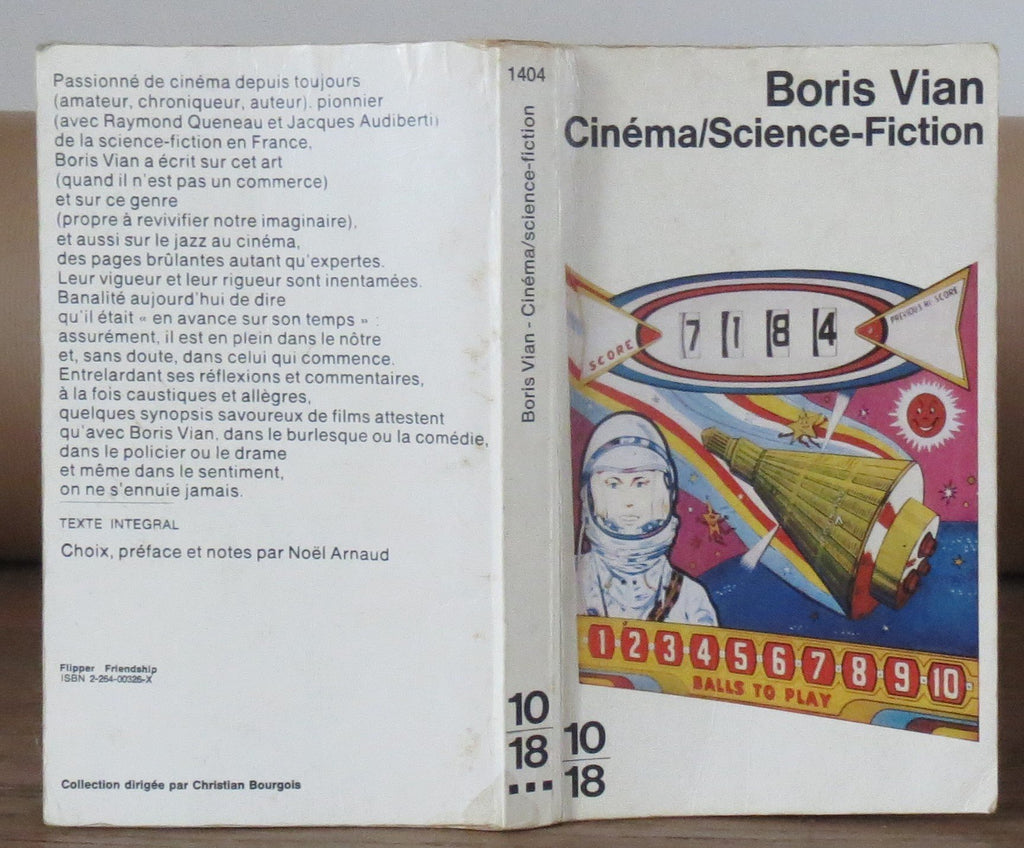 Passionné de cinéma depuis toujours
(amateur, chroniqueur, auteur), pionnier
(avec Raymond Queneau et Jacques Audiberti)
de la science-fiction en France,
Boris Vian a écrit sur cet art
(quand il n'est pas un commerce)
et sur ce genre
(propre à revivifier notre imaginaire),
et aussi sur le jazz au cinéma,
des pages brûlantes autant qu'expertes.
Leur vigueur et leur rigueur sont inentamées.
Banalité aujourd'hui de dire
qu'il était « en avance sur son temps » :
assurément, il est en plein dans le nôtre
et, sans doute, dans celui qui commence.
Entrelardant ses réflexions et commentaires,
à la fois caustiques et allègres,
quelques synopsis savoureux de films attestent
qu'avec Boris Vian, dans le burlesque ou la comédie,
dans le policier ou le drame
et même dans le sentiment,
on ne s'ennuie jamais.
TEXTE INTEGRAL
Choix, préface et notes par Noël Arnaud
Flipper Friendship
ISBN 2-264-00326-X
Collection dirigée par Christian Bourgois
1404
Boris Vian - Cinéma/science-fiction
10
18
Boris Vian
Cinéma/Science-Fiction
SCORE
7 1 8 4
PREVIOUS HI SCORE
1 2 3 4 5 6 7 8 9 10
BALLS TO PLAY
10
18